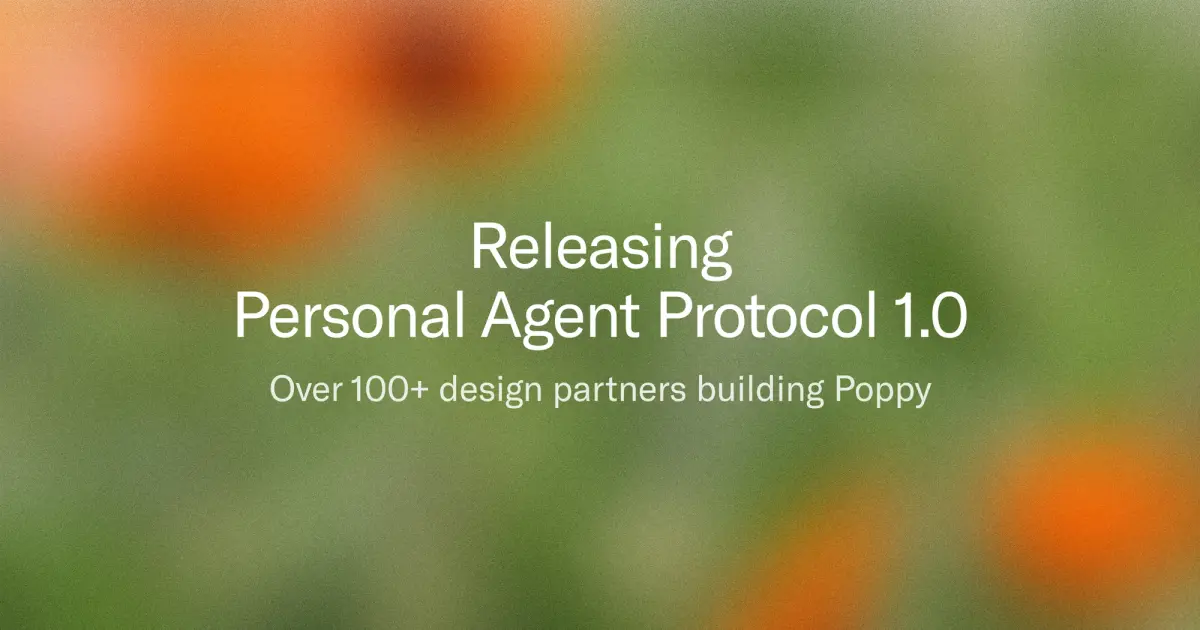 Releasing
Personal Agent Protocol 1.0
Over 100+ design partners building Poppy